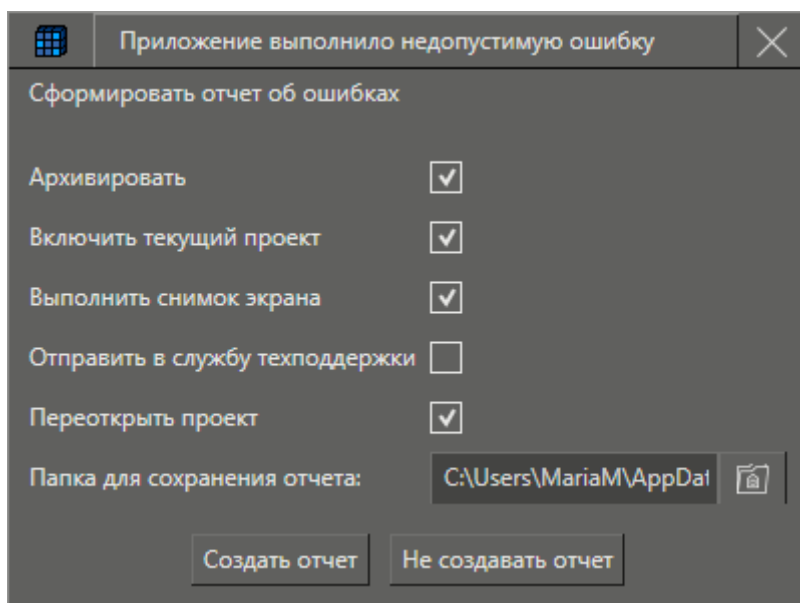 Приложение выполнило недопустимую ошибку
Сформировать отчет об ошибках
Архивировать
Включить текущий проект
Выполнить снимок экрана
Отправить в службу техподдержки
Переоткрыть проект
Папка для сохранения отчета: C:\Users\MariaM\AppDat
Создать отчет Не создавать отчет